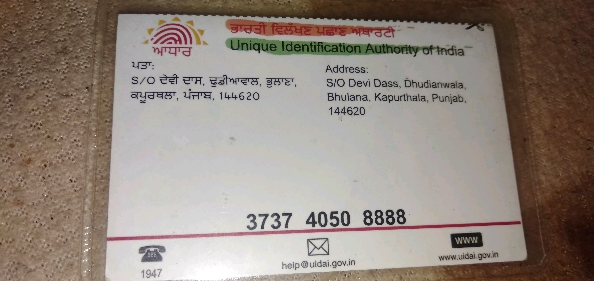 ਆਧਾਰ
ਭਾਰਤੀ ਵਿਲੱਖਣ ਪਛਾਣ ਅਥਾਰਟੀ
Unique Identification Authority of India
ਪਤਾ:
S/O ਦੇਵੀ ਦਾਸ, ਢੁਡੀਆਵਾਲ, ਭੁਲਾਣਾ,
ਕਪੂਰਥਲਾ, ਪੰਜਾਬ, 144620
Address:
S/O Devi Dass, Dhudianwala,
Bhulana, Kapurthala, Punjab,
144620
3737 4050 8888
1947
help@uidai.gov.in
www
www.uidai.gov.in